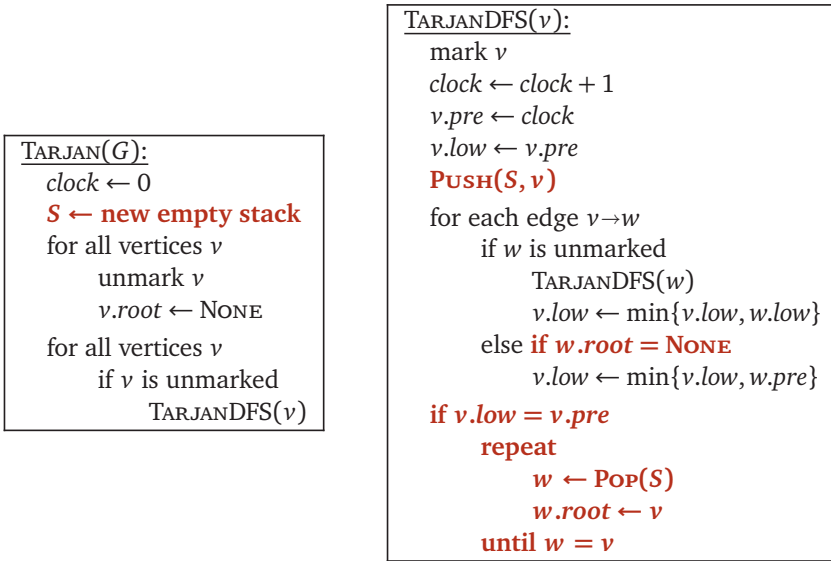 TARJAN(G):
clock ← 0
S ← new empty stack
for all vertices v
unmark v
v.root ← NONE
for all vertices v
if v is unmarked
TARJANDFS(v)
TARJANDFS(v):
mark v
clock ← clock + 1
v.pre ← clock
v.low ← v.pre
PUSH(S, v)
for each edge v→w
if w is unmarked
TARJANDFS(w)
v.low ← min{v.low, w.low}
else if w.root = NONE
v.low ← min{v.low, w.pre}
if v.low = v.pre
repeat
w ← POP(S)
w.root ← v
until w = v